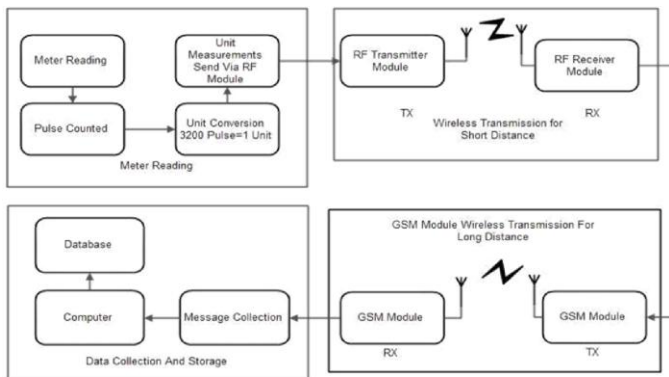 Meter Reading
Pulse Counted
Unit
Measurements
Send Via RF
Module
Unit Conversion
3200 Pulse=1 Unit
Meter Reading
RF Transmitter
Module
RF Receiver
Module
TX
RX
Wireless Transmission for
Short Distance
Database
Computer
Message Collection
Data Collection And Storage
GSM Module Wireless Transmission For
Long Distance
GSM Module
GSM Module
RX
TX